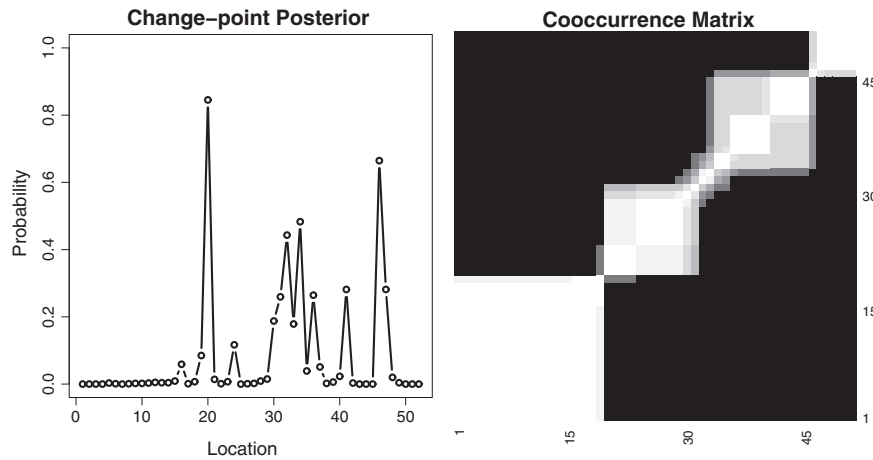 Change−point Posterior
Probability
1.0
0.8
0.6
0.4
0.2
0.0
0 10 20 30 40 50
Location
Cooccurrence Matrix
45
30
15
1
1 15 30 45